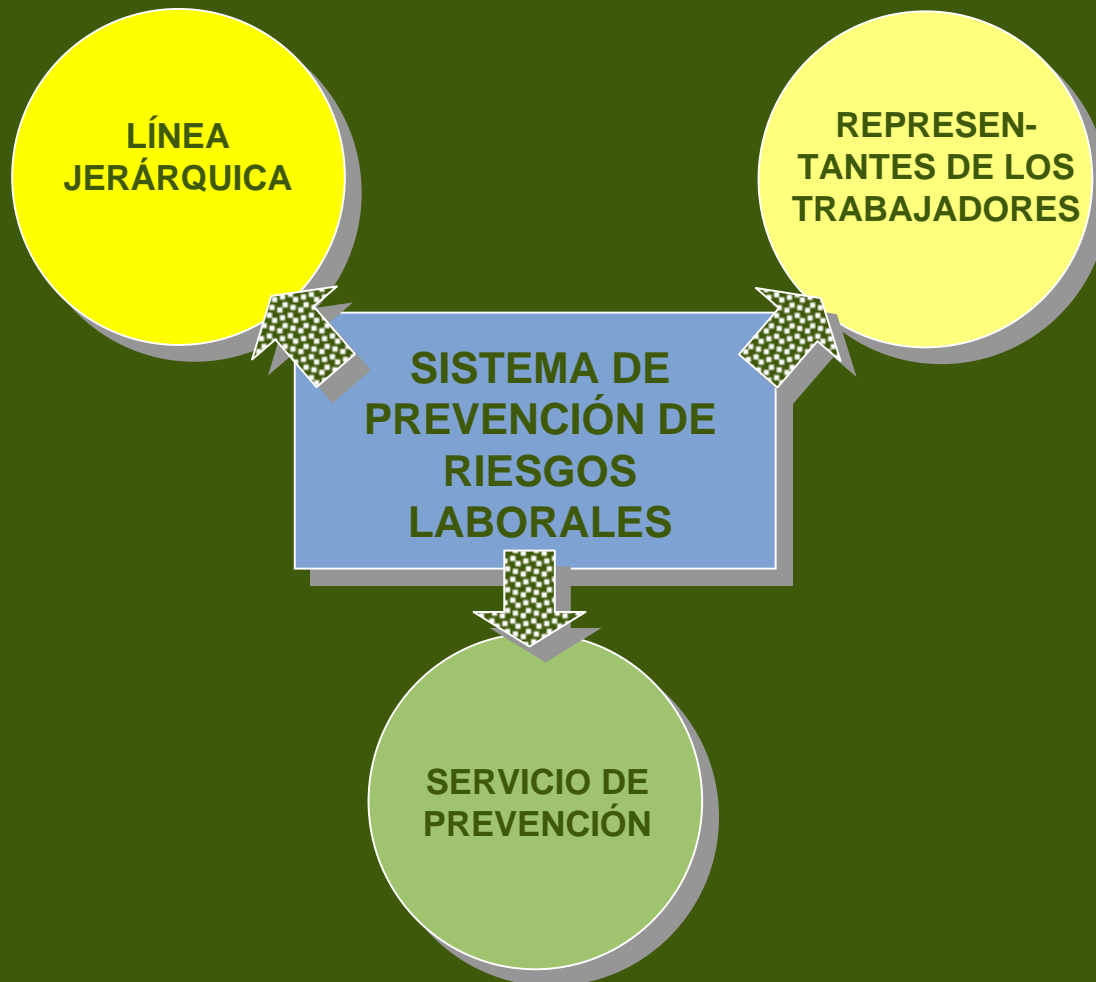 LÍNEA
JERÁRQUICA
REPRESEN-
TANTES DE LOS
TRABAJADORES
SISTEMA DE
PREVENCIÓN DE
RIESGOS
LABORALES
SERVICIO DE
PREVENCIÓN